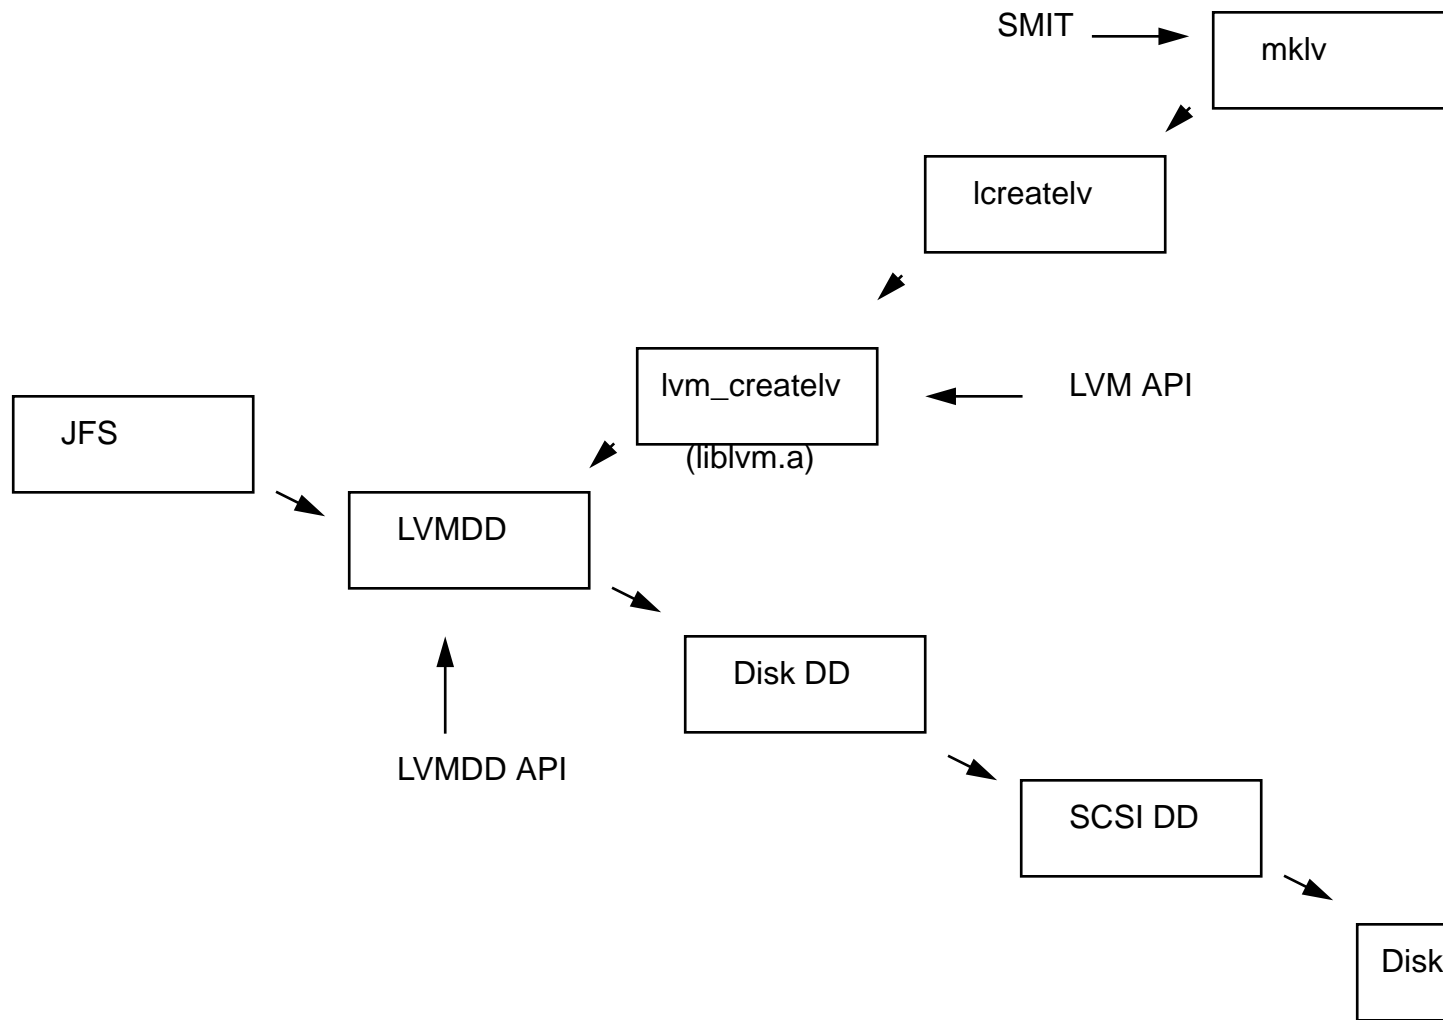 SMIT
mklv
lcreatelv
lvm_createlv
LVM API
JFS
(liblvm.a)
LVMDD
Disk DD
LVMDD API
SCSI DD
Disk